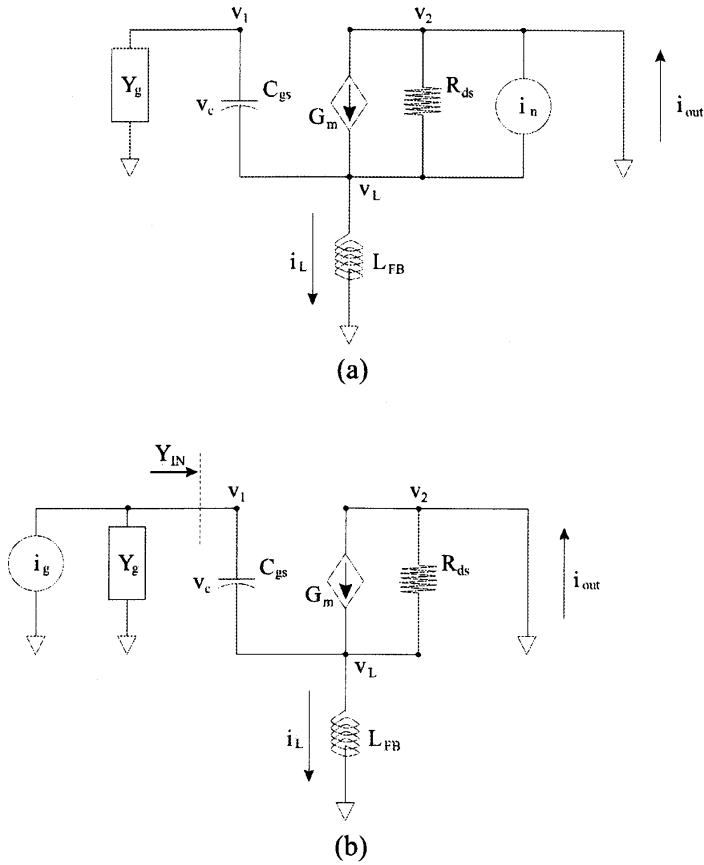 v1
v2
Yg
vc
Cgs
Gm
Rds
in
iout
vL
iL
LFB
(a)
YIN
v1
v2
ig
Yg
vc
Cgs
Gm
Rds
iout
vL
iL
LFB
(b)